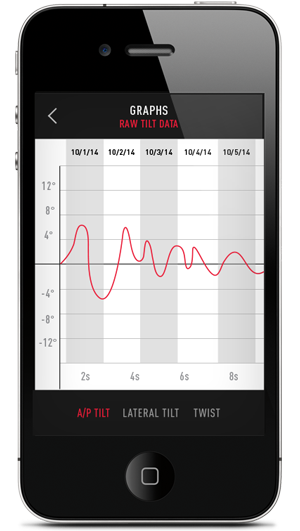 GRAPHS
RAW TILT DATA
10/1/14 10/2/14 10/3/14 10/4/14 10/5/14
12°
8°
4°
-4°
-8°
-12°
2s 4s 6s 8s
A/P TILT LATERAL TILT TWIST